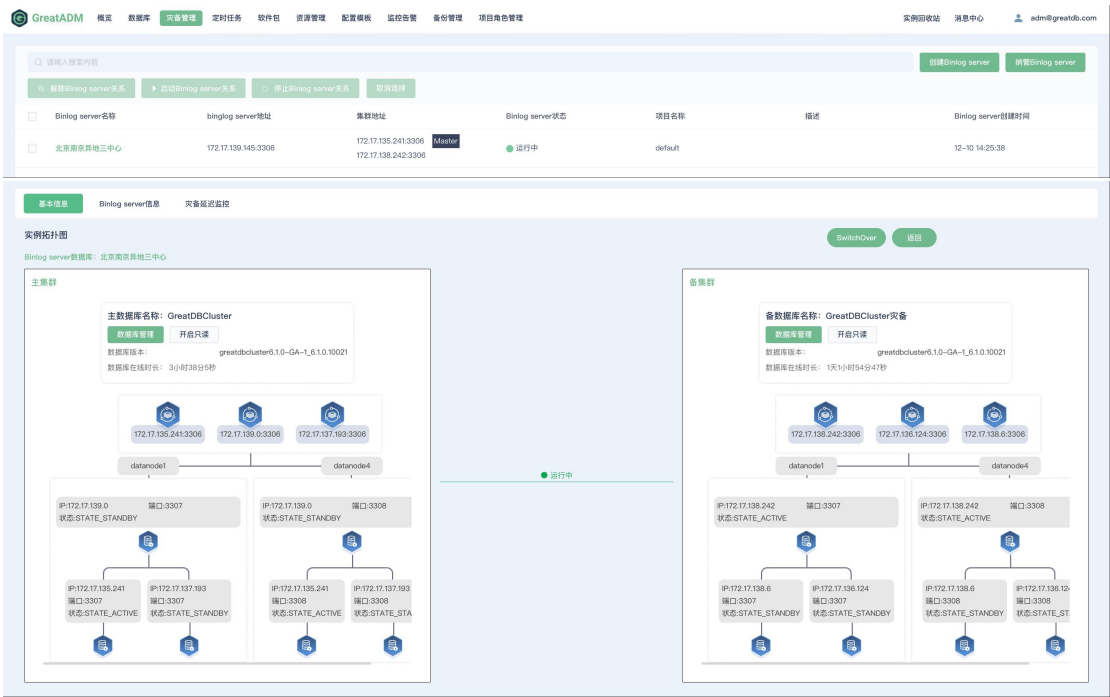 GreatADM 概览 数据库 灾备管理 定时任务 软件包 资源管理 配置模板 监控告警 备份管理 项目角色管理 实例回收站 消息中心 adm@greatdb.com
请输入搜索内容 创建Binlog server 纳管Binlog server
解除Binlog server关系 启动Binlog server关系 停止Binlog server关系 取消选择
Binlog server名称 binglog server地址 集群地址 Binlog server状态 项目名称 描述 Binlog server创建时间
北京南京异地三中心 172.17.139.145:3306 172.17.135.241:3306 Master 运行中 default 12-10 14:25:38
172.17.138.242:3306
基本信息 Binlog server信息 灾备延迟监控
实例拓扑图 SwitchOver 返回
Binlog server数据库：北京南京异地三中心
主集群
主数据库名称：GreatDBCluster
数据库管理 开启只读
数据库版本： greatdbcluster6.1.0-GA-1_6.1.0.10021
数据库在线时长： 3小时38分5秒
172.17.135.241:3306 172.17.139.0:3306 172.17.137.193:3306
datanode1 datanode4
IP:172.17.139.0 端口:3307
状态:STATE_STANDBY
IP:172.17.139.0 端口:3308
状态:STATE_STANDBY
IP:172.17.135.241
端口:3307
状态:STATE_ACTIVE
IP:172.17.137.193
端口:3307
状态:STATE_STANDBY
IP:172.17.135.241
端口:3308
状态:STATE_ACTIVE
IP:172.17.137.193
端口:3308
状态:STATE_STA
运行中
备集群
备数据库名称：GreatDBCluster灾备
数据库管理 开启只读
数据库版本： greatdbcluster6.1.0-GA-1_6.1.0.10021
数据库在线时长： 1天1小时54分47秒
172.17.138.242:3306 172.17.136.124:3306 172.17.138.6:3306
datanode1 datanode4
IP:172.17.138.242 端口:3307
状态:STATE_ACTIVE
IP:172.17.138.242 端口:3308
状态:STATE_ACTIVE
IP:172.17.138.6
端口:3307
状态:STATE_STANDBY
IP:172.17.136.124
端口:3307
状态:STATE_STANDBY
IP:172.17.138.6
端口:3308
状态:STATE_STANDBY
IP:172.17.136.124
端口:3308
状态:STATE_ST